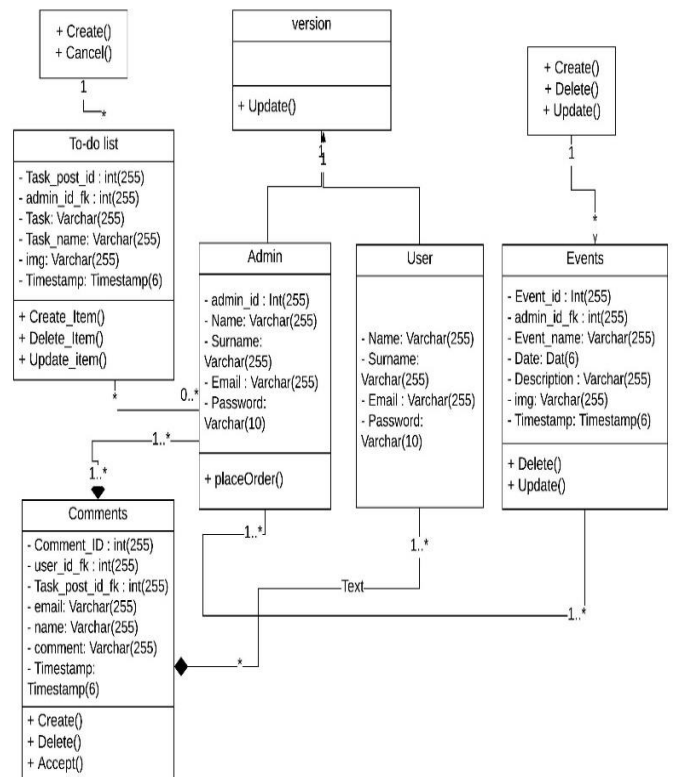 + Create()
+ Cancel()
1
*
To-do list
- Task_post_id : int(255)
- admin_id_fk : int(255)
- Task: Varchar(255)
- Task_name: Varchar(255)
- img: Varchar(255)
- Timestamp: Timestamp(6)
+ Create_Item()
+ Delete_Item()
+ Update_item()
*
0..*
version
+ Update()
1
1
+ Create()
+ Delete()
+ Update()
1
*
Admin
- admin_id : Int(255)
- Name: Varchar(255)
- Surname:
Varchar(255)
- Email : Varchar(255)
- Password:
Varchar(10)
+ placeOrder()
User
- Name: Varchar(255)
- Surname:
Varchar(255)
- Email : Varchar(255)
- Password:
Varchar(10)
Events
- Event_id : Int(255)
- admin_id_fk : int(255)
- Event_name: Varchar(255)
- Date: Dat(6)
- Description : Varchar(255)
- img: Varchar(255)
- Timestamp: Timestamp(6)
+ Delete()
+ Update()
1..*
1..*
Comments
- Comment_ID : int(255)
- user_id_fk : int(255)
- Task_post_id_fk : int(255)
- email: Varchar(255)
- name: Varchar(255)
- comment: Varchar(255)
- Timestamp:
Timestamp(6)
+ Create()
+ Delete()
+ Accept()
1..*
1..*
Text
1..*
*